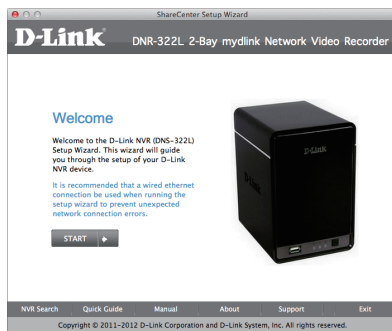 ShareCenter Setup Wizard
D-Link
DNR-322L 2-Bay mydlink Network Video Recorder
Welcome
Welcome to the D-Link NVR (DNS-322L)
Setup Wizard. This wizard will guide
you through the setup of your D-Link
NVR device.
It is recommended that a wired ethernet
connection be used when running the
setup wizard to prevent unexpected
network connection errors.
START
D-Link
D-Link
NVR Search Quick Guide Manual About Support Exit
Copyright © 2011-2012 D-Link Corporation and D-Link System, Inc. All rights reserved.